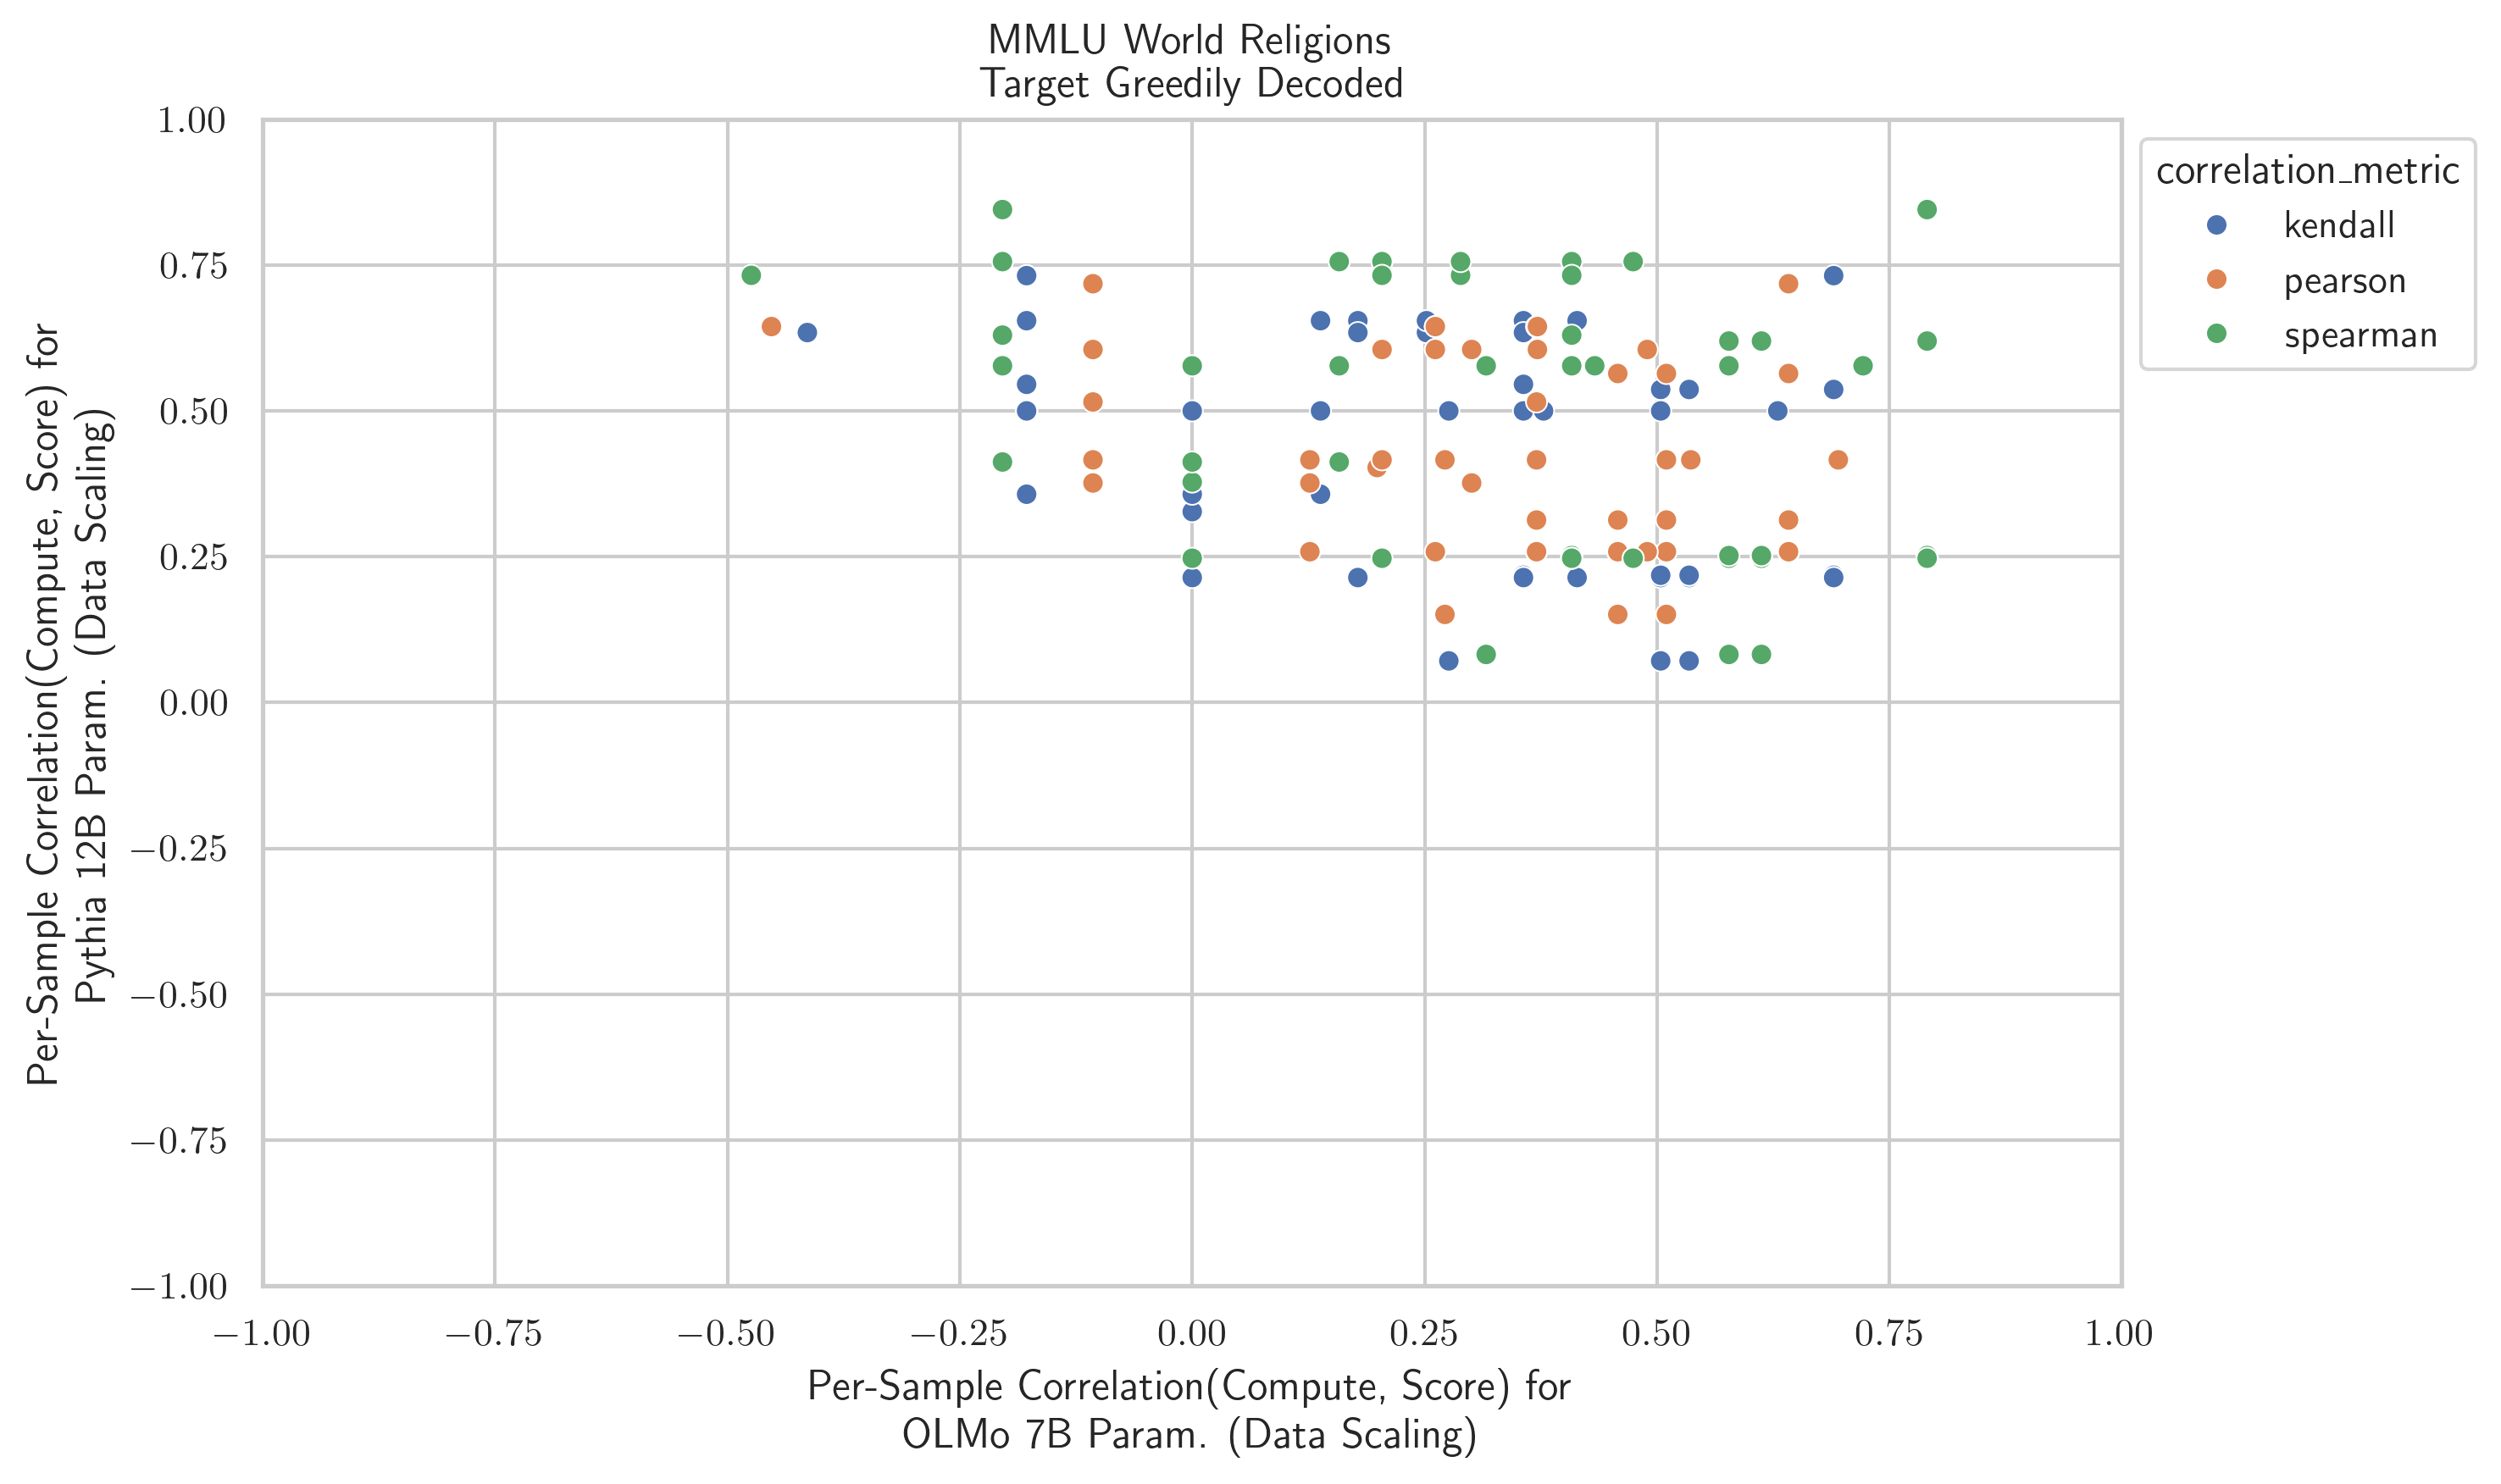 MMLU World Religions
Target Greedily Decoded
Per-Sample Correlation(Compute, Score) for
Pythia 12B Param. (Data Scaling)
1.00
0.75
0.50
0.25
0.00
−0.25
−0.50
−0.75
−1.00
correlation_metric
kendall
pearson
spearman
−1.00 −0.75 −0.50 −0.25 0.00 0.25 0.50 0.75 1.00
Per-Sample Correlation(Compute, Score) for
OLMo 7B Param. (Data Scaling)